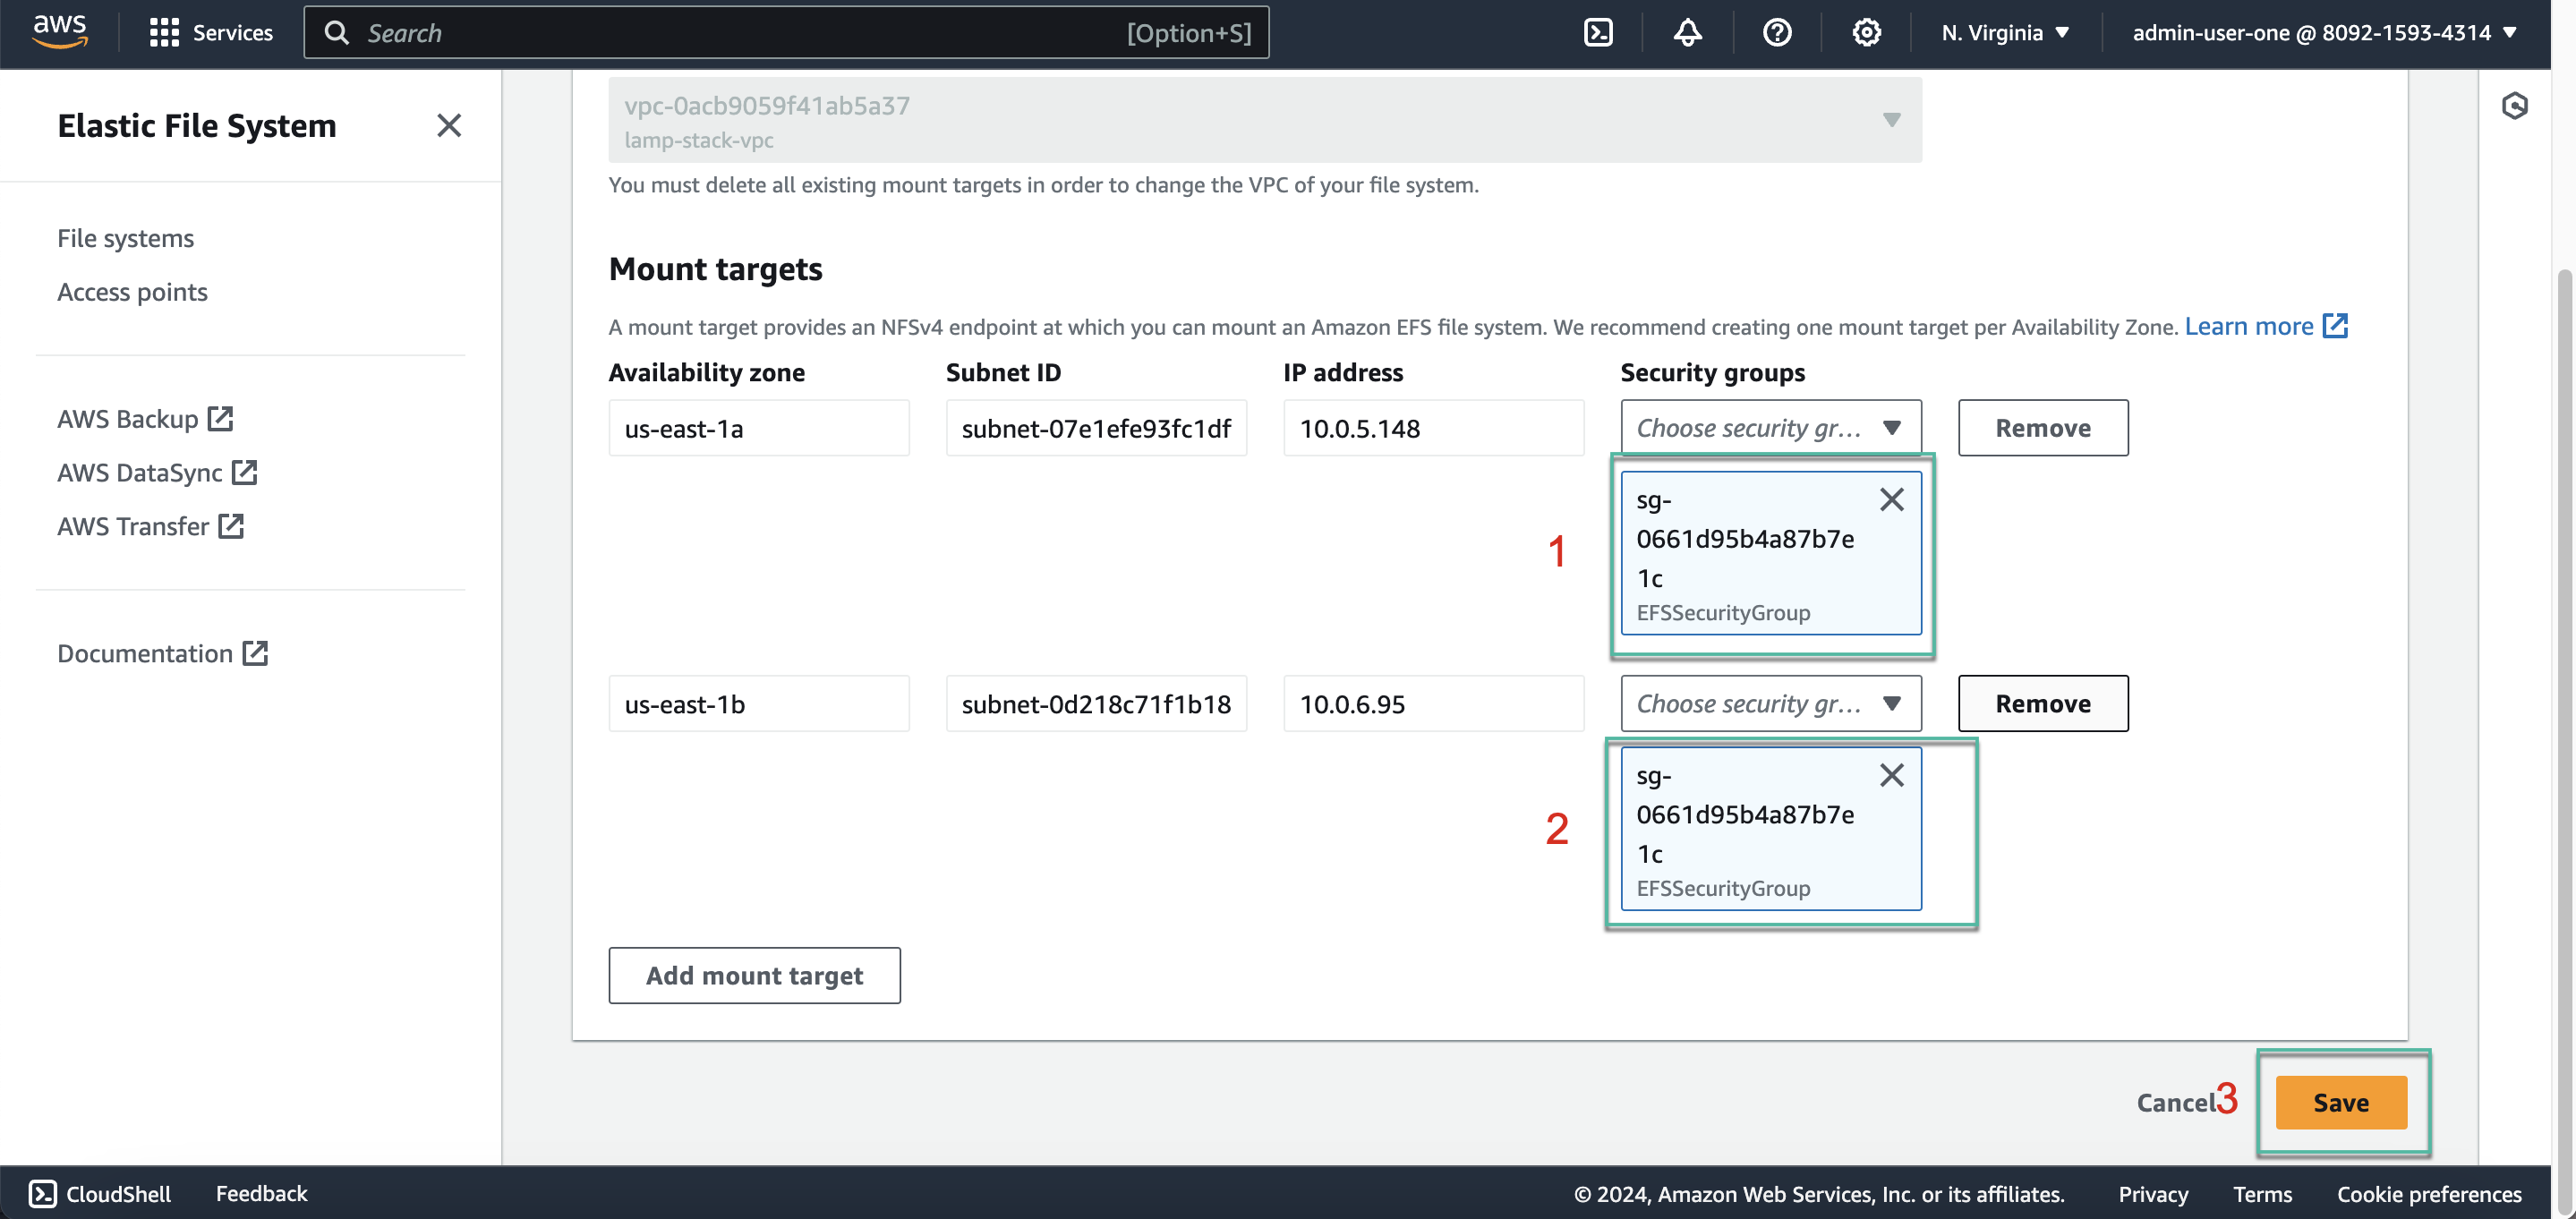 aws
Services
Search
[Option+S]
N. Virginia
admin-user-one @ 8092-1593-4314
Elastic File System
File systems
Access points
AWS Backup
AWS DataSync
AWS Transfer
Documentation
vpc-0acb9059f41ab5a37
lamp-stack-vpc
You must delete all existing mount targets in order to change the VPC of your file system.
Mount targets
A mount target provides an NFSv4 endpoint at which you can mount an Amazon EFS file system. We recommend creating one mount target per Availability Zone. Learn more
Availability zone
Subnet ID
IP address
Security groups
us-east-1a
subnet-07e1efe93fc1df
10.0.5.148
Choose security gr...
Remove
1
sg-
0661d95b4a87b7e
1c
EFSSecurityGroup
us-east-1b
subnet-0d218c71f1b18
10.0.6.95
Choose security gr...
Remove
2
sg-
0661d95b4a87b7e
1c
EFSSecurityGroup
Add mount target
Cancel
3
Save
CloudShell
Feedback
© 2024, Amazon Web Services, Inc. or its affiliates.
Privacy
Terms
Cookie preferences